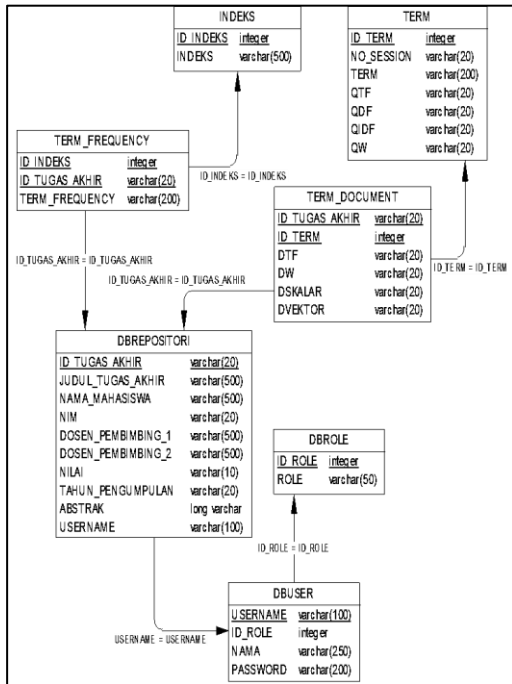 INDEKS
ID_INDEKS integer
INDEKS varchar(500)
TERM
ID_TERM integer
NO_SESSION varchar(20)
TERM varchar(200)
QTF varchar(20)
QDF varchar(20)
QIDF varchar(20)
QW varchar(20)
TERM_FREQUENCY
ID_INDEKS integer
ID_TUGAS_AKHIR varchar(20)
TERM_FREQUENCY varchar(200)
ID_INDEKS = ID_INDEKS
TERM_DOCUMENT
ID_TUGAS_AKHIR varchar(20)
ID_TERM integer
DTF varchar(20)
DW varchar(20)
DSKALAR varchar(20)
DVEKTOR varchar(20)
ID_TERM = ID_TERM
ID_TUGAS_AKHIR = ID_TUGAS_AKHIR
ID_TUGAS_AKHIR = ID_TUGAS_AKHIR
DBREPOSITORI
ID_TUGAS_AKHIR varchar(20)
JUDUL_TUGAS_AKHIR varchar(500)
NAMA_MAHASISWA varchar(500)
NIM varchar(20)
DOSEN_PEMBIMBING_1 varchar(500)
DOSEN_PEMBIMBING_2 varchar(500)
NILAI varchar(10)
TAHUN_PENGUMPULAN varchar(20)
ABSTRAK long varchar
USERNAME varchar(100)
DBROLE
ID_ROLE integer
ROLE varchar(50)
ID_ROLE = ID_ROLE
DBUSER
USERNAME varchar(100)
ID_ROLE integer
NAMA varchar(250)
PASSWORD varchar(200)
USERNAME = USERNAME